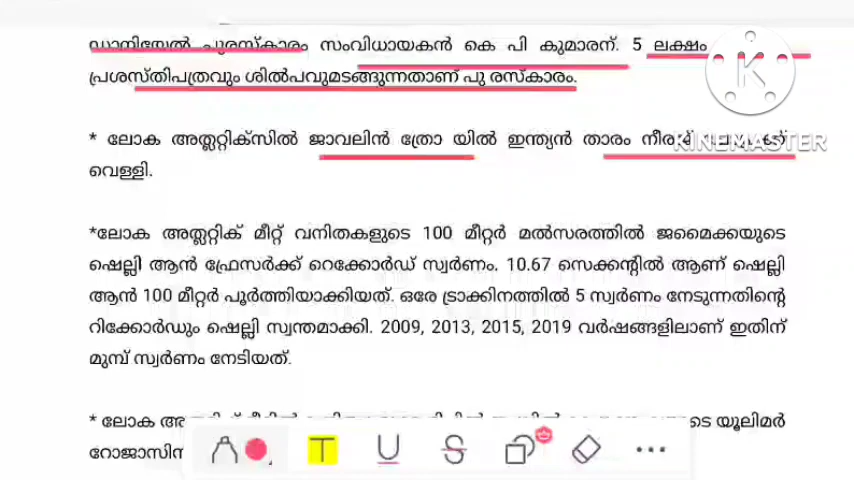 ഡാനിയേൽ പുരസ്കാരം സംവിധായകൻ കെ പി കുമാരന്. 5 ലക്ഷം
പ്രശസ്തിപത്രവും ശിൽപവുമടങ്ങുന്നതാണ് പു രസ്കാരം.
K
KINEMASTER
* ലോക അത്ലറ്റിക്സിൽ ജാവലിൻ ത്രോ യിൽ ഇന്ത്യൻ താരം നീരജ്
വെള്ളി.
*ലോക അത്ലറ്റിക് മീറ്റ് വനിതകളുടെ 100 മീറ്റർ മൽസരത്തിൽ ജമൈക്കയുടെ
ഷെല്ലി ആൻ ഫ്രേസർക്ക് റെക്കോർഡ് സ്വർണം. 10.67 സെക്കന്റിൽ ആണ് ഷെല്ലി
ആൻ 100 മീറ്റർ പൂർത്തിയാക്കിയത്. ഒരേ ട്രാക്കിനത്തിൽ 5 സ്വർണം നേടുന്നതിന്റെ
റിക്കോർഡും ഷെല്ലി സ്വന്തമാക്കി. 2009, 2013, 2015, 2019 വർഷങ്ങളിലാണ് ഇതിന്
മുമ്പ് സ്വർണം നേടിയത്.
* ലോക യൂലിമർ
T U S